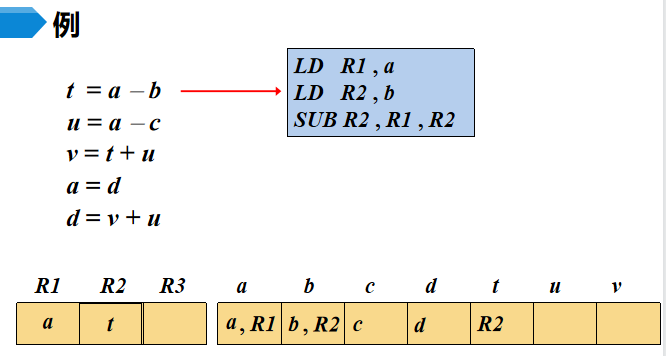 例
t = a – b
u = a – c
v = t + u
a = d
d = v + u
LD R1 , a
LD R2 , b
SUB R2 , R1 , R2
R1 R2 R3 a b c d t u v
a t a , R1 b , R2 c d R2